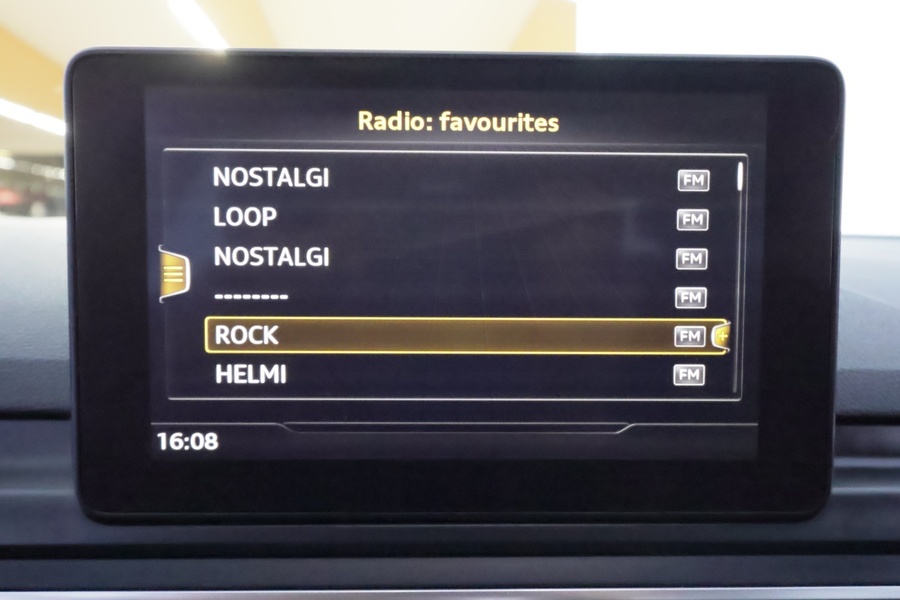 Radio: favourites
NOSTALGI FM
LOOP FM
NOSTALGI FM
-------- FM
ROCK FM
HELMI FM
16:08